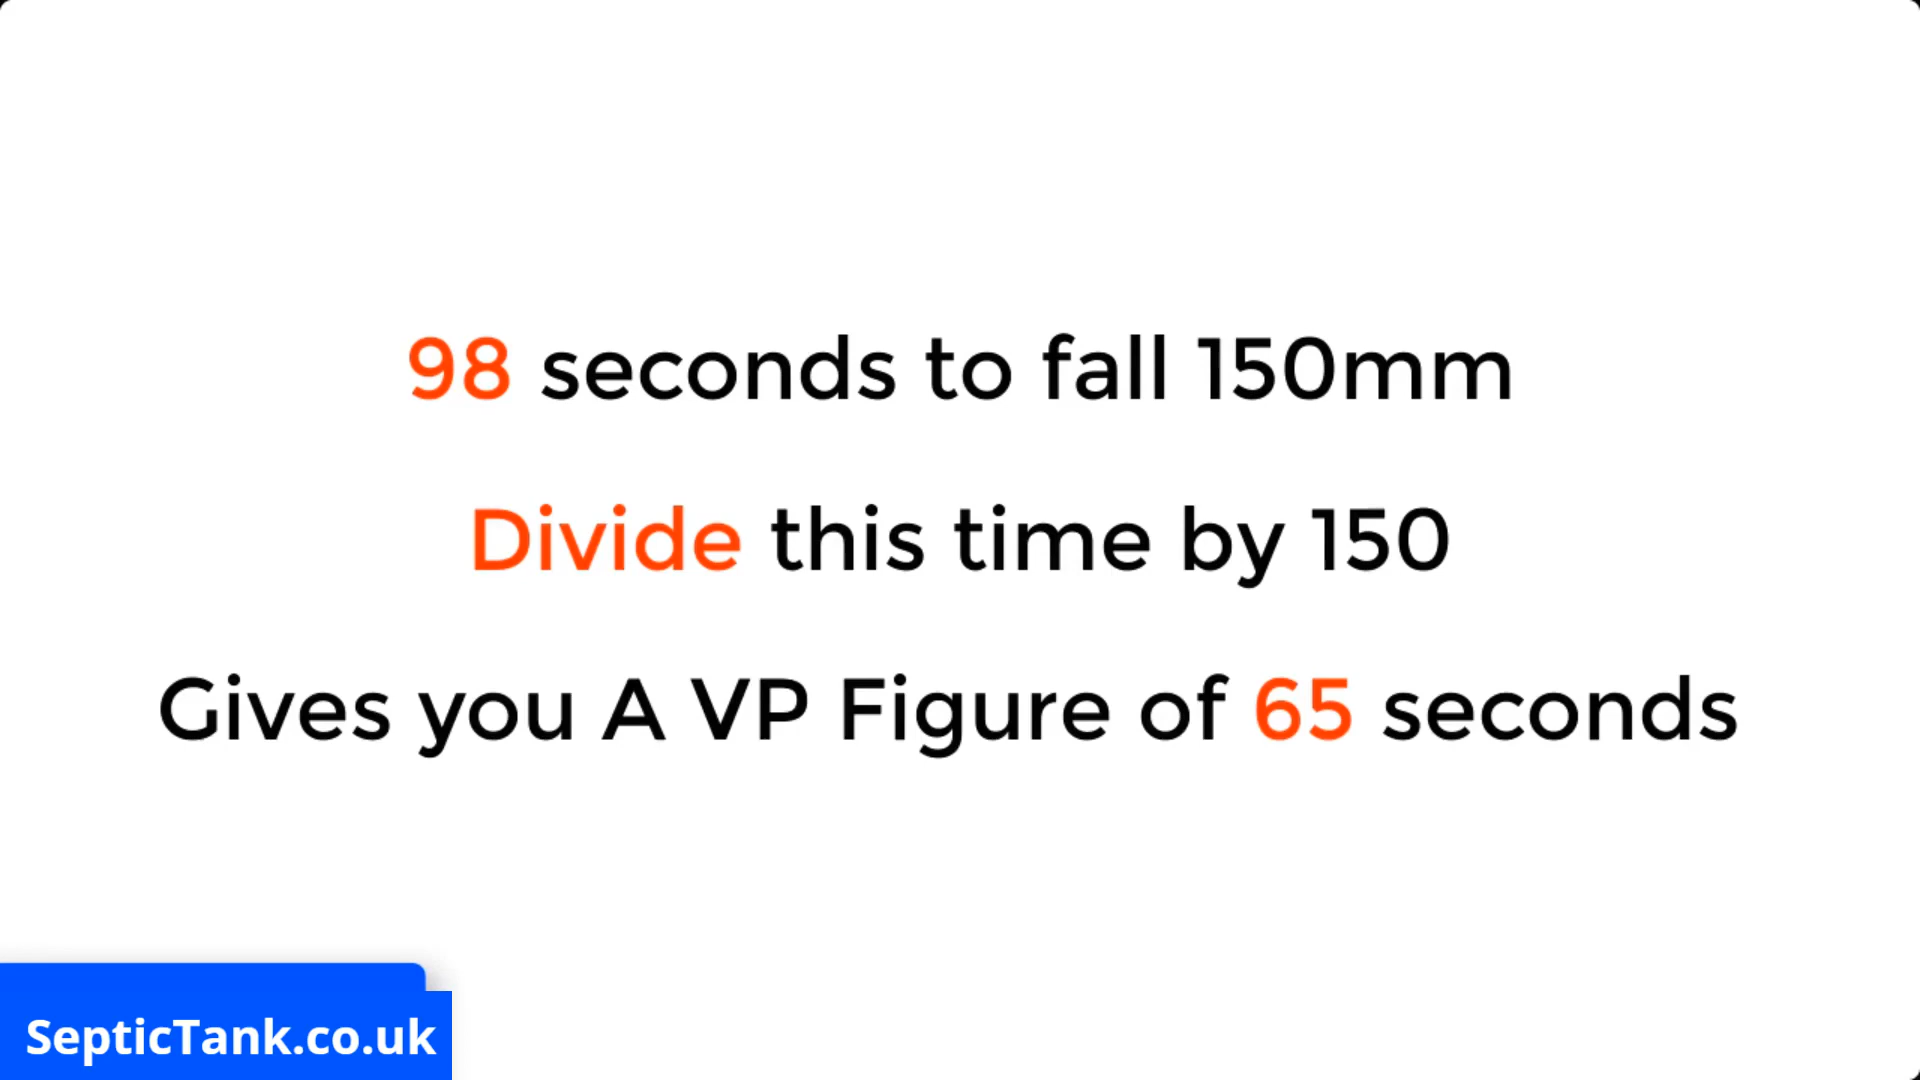 98 seconds to fall 150mm
Divide this time by 150
Gives you A VP Figure of 65 seconds
SepticTank.co.uk